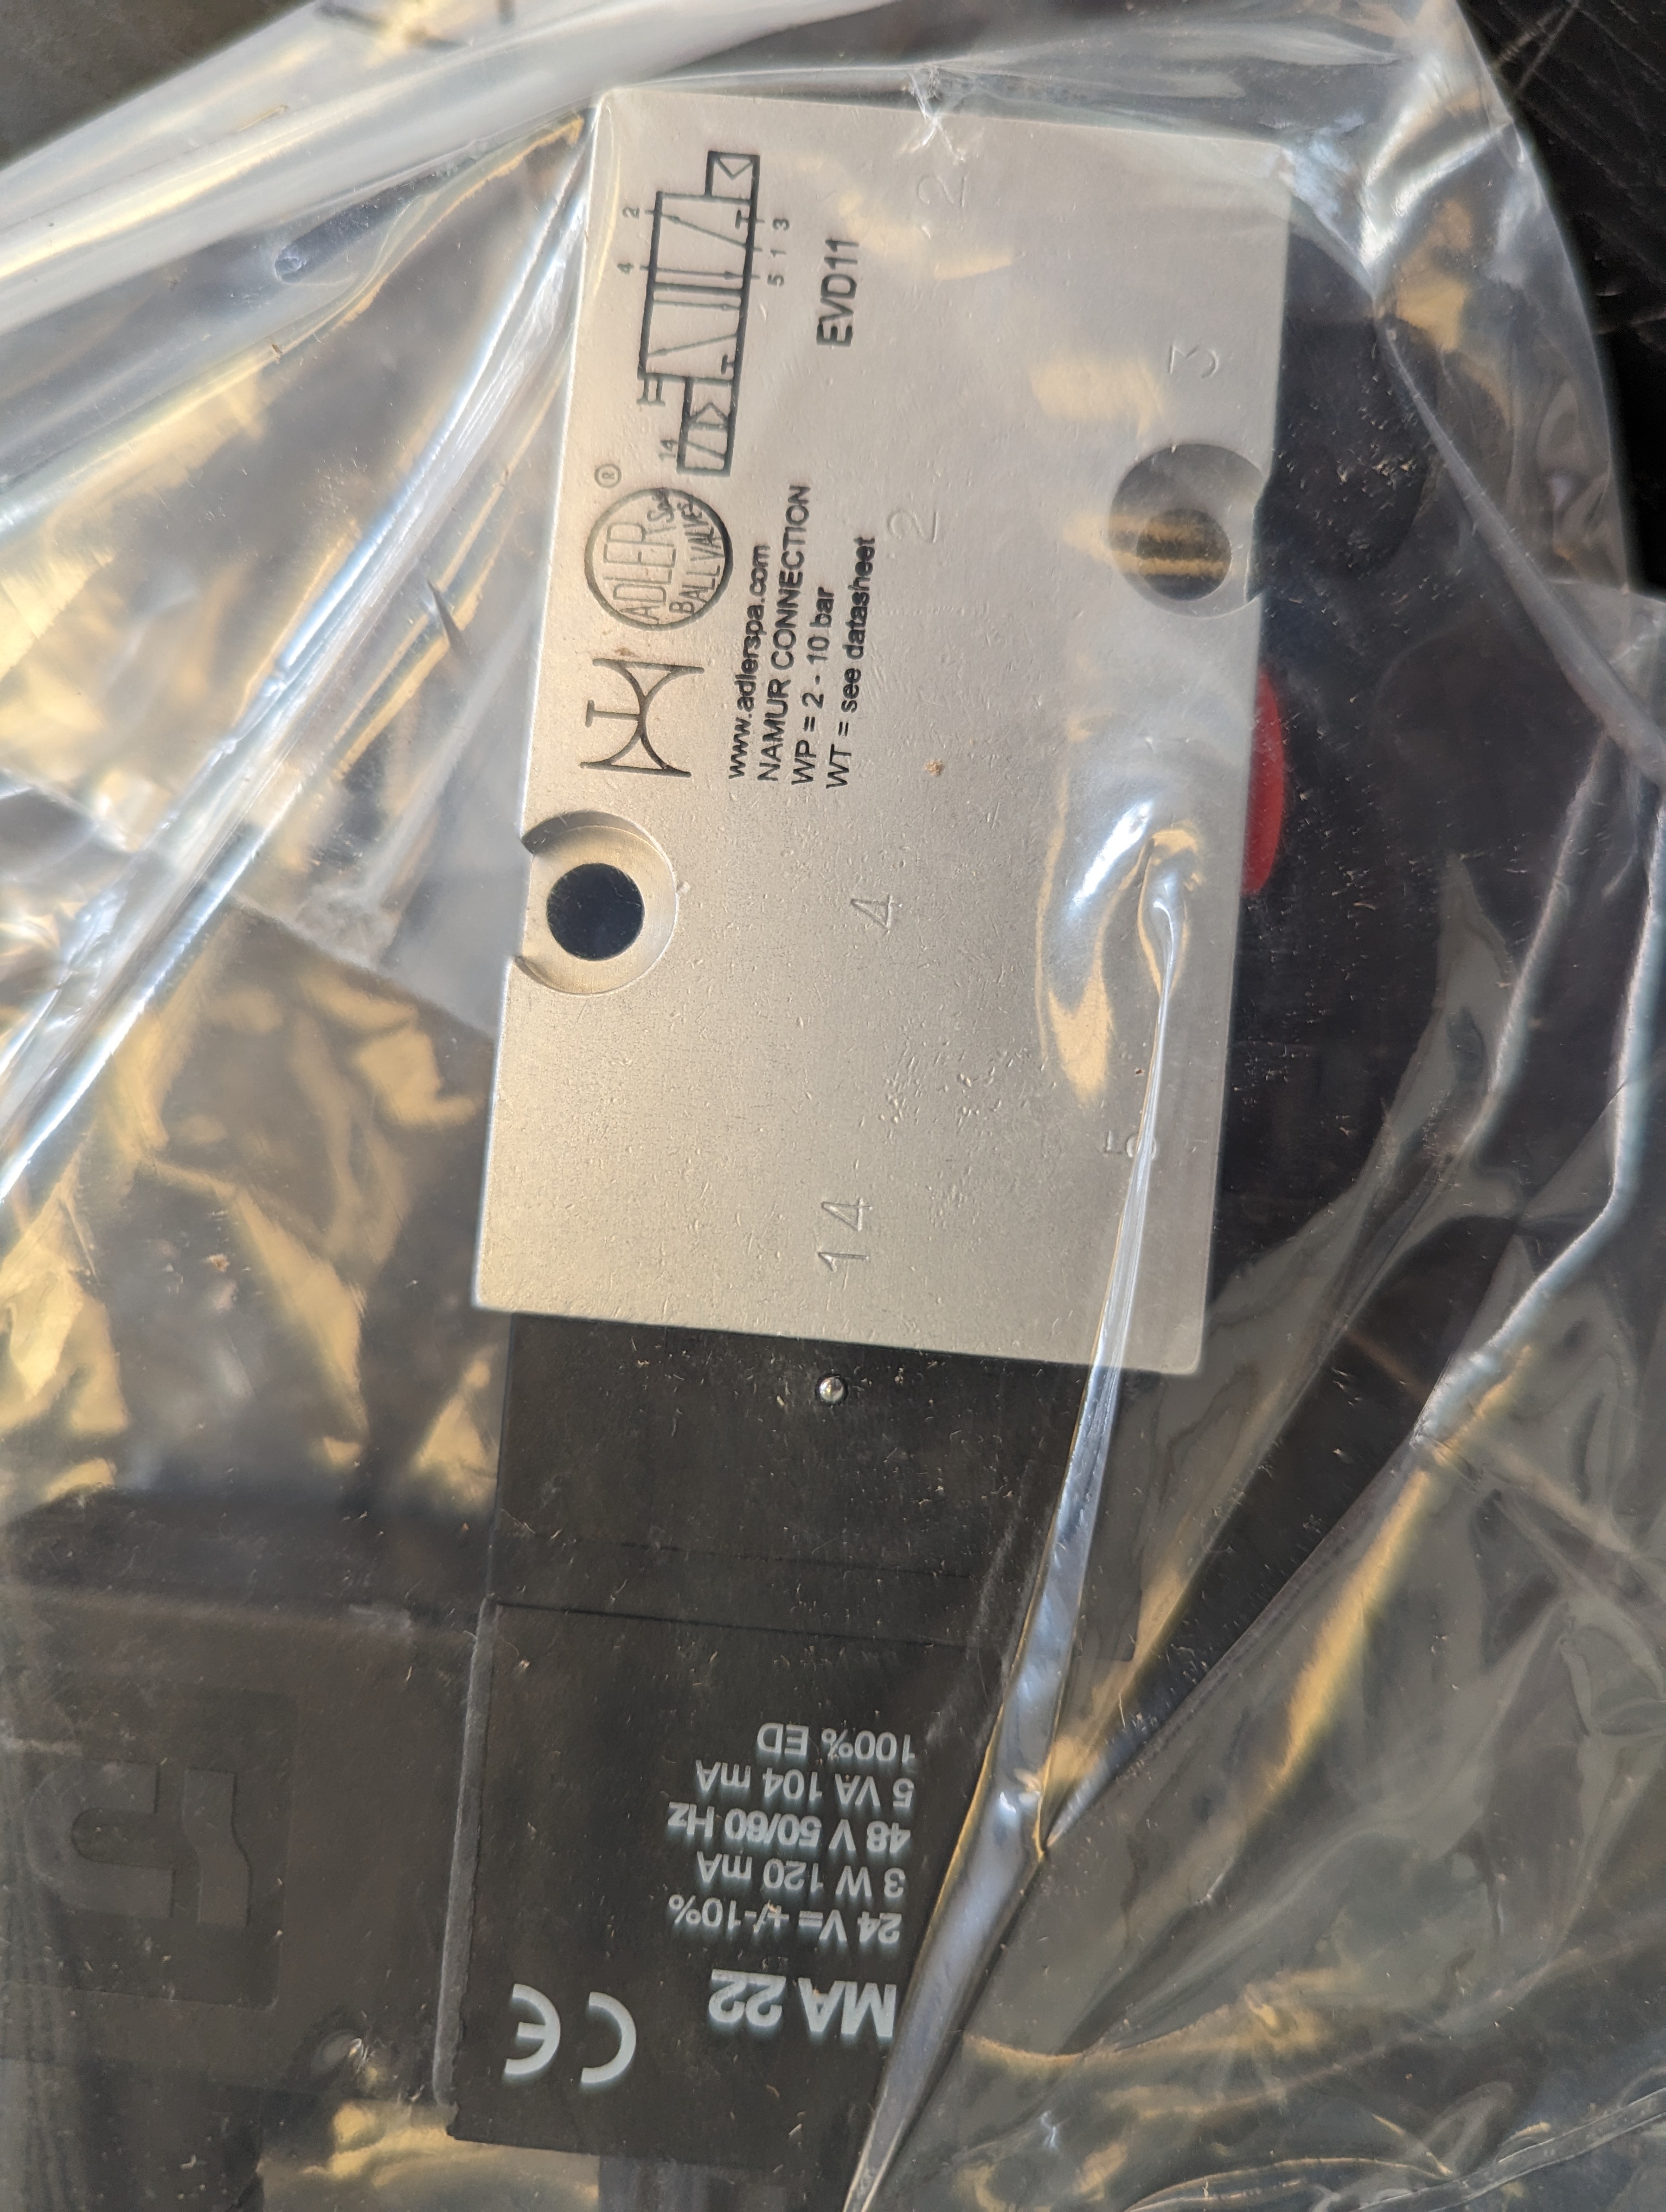 14
4
2
5
1
3
EVD11
®
ADLER
SpA
BALL VALVES
www.adlerspa.com
NAMUR CONNECTION
WP = 2 - 10 bar
WT = see datasheet
2
2
3
4
5
14
MA 22
24 V= +/-10%
3 W 120 mA
48 V 50/60 Hz
5 VA 104 mA
100% ED
CE